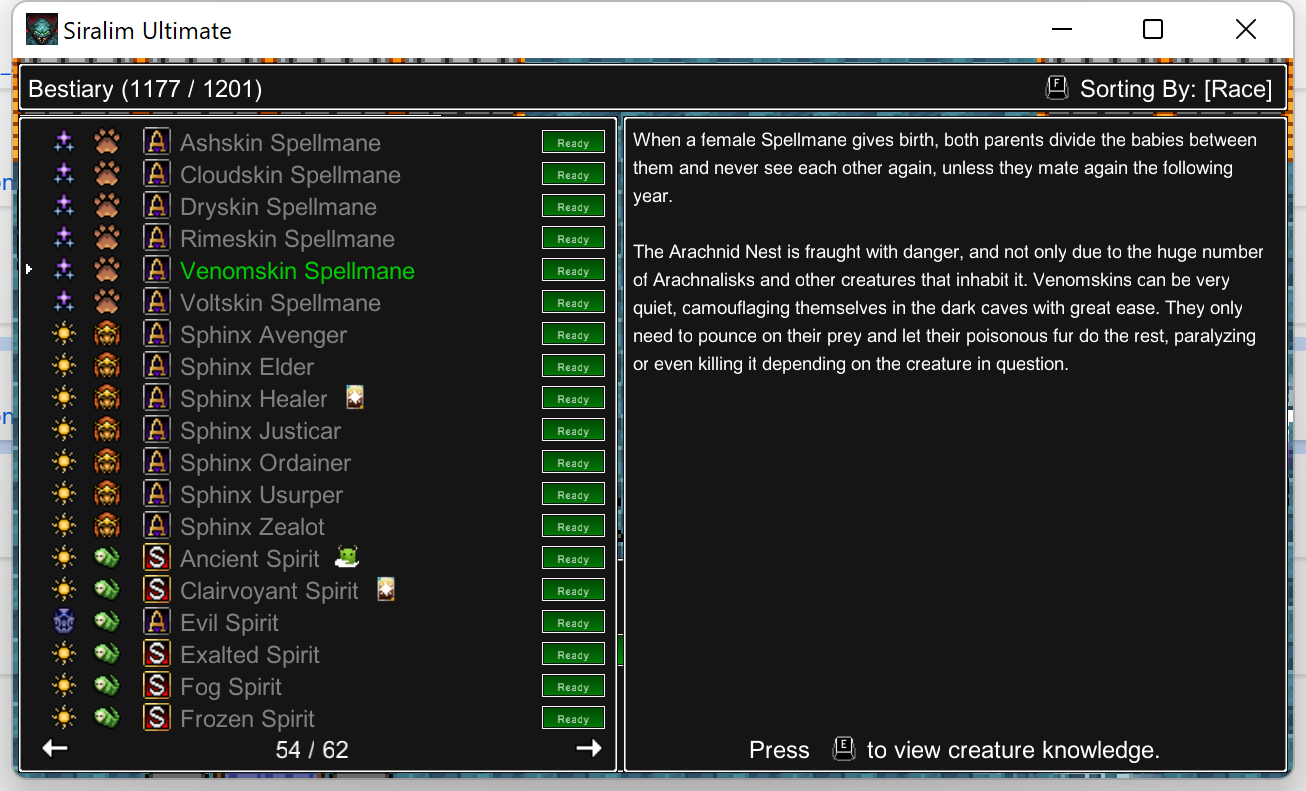 Siralim Ultimate
Bestiary (1177 / 1201)
F Sorting By: [Race]
A Ashskin Spellmane Ready
A Cloudskin Spellmane Ready
A Dryskin Spellmane Ready
A Rimeskin Spellmane Ready
A Venomskin Spellmane Ready
A Voltskin Spellmane Ready
A Sphinx Avenger Ready
A Sphinx Elder Ready
A Sphinx Healer Ready
A Sphinx Justicar Ready
A Sphinx Ordainer Ready
A Sphinx Usurper Ready
A Sphinx Zealot Ready
S Ancient Spirit Ready
S Clairvoyant Spirit Ready
A Evil Spirit Ready
S Exalted Spirit Ready
S Fog Spirit Ready
S Frozen Spirit Ready
54 / 62
When a female Spellmane gives birth, both parents divide the babies between
them and never see each other again, unless they mate again the following
year.
The Arachnid Nest is fraught with danger, and not only due to the huge number
of Arachnalisks and other creatures that inhabit it. Venomskins can be very
quiet, camouflaging themselves in the dark caves with great ease. They only
need to pounce on their prey and let their poisonous fur do the rest, paralyzing
or even killing it depending on the creature in question.
Press E to view creature knowledge.